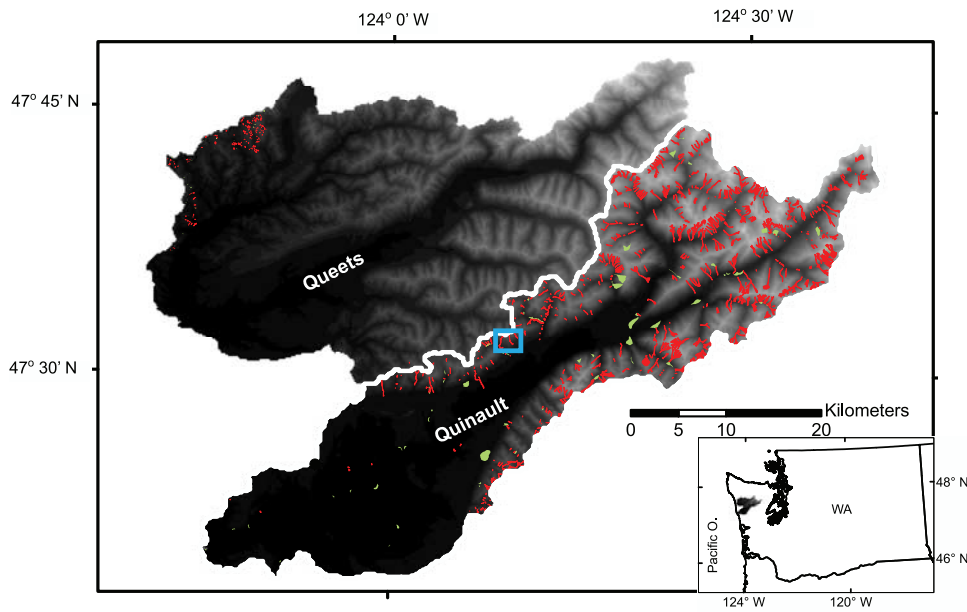 124° 0' W
124° 30' W
47° 45' N
Queets
47° 30' N
Quinault
Kilometers
0 5 10 20
48° N
WA
Pacific O.
46° N
124° W
120° W